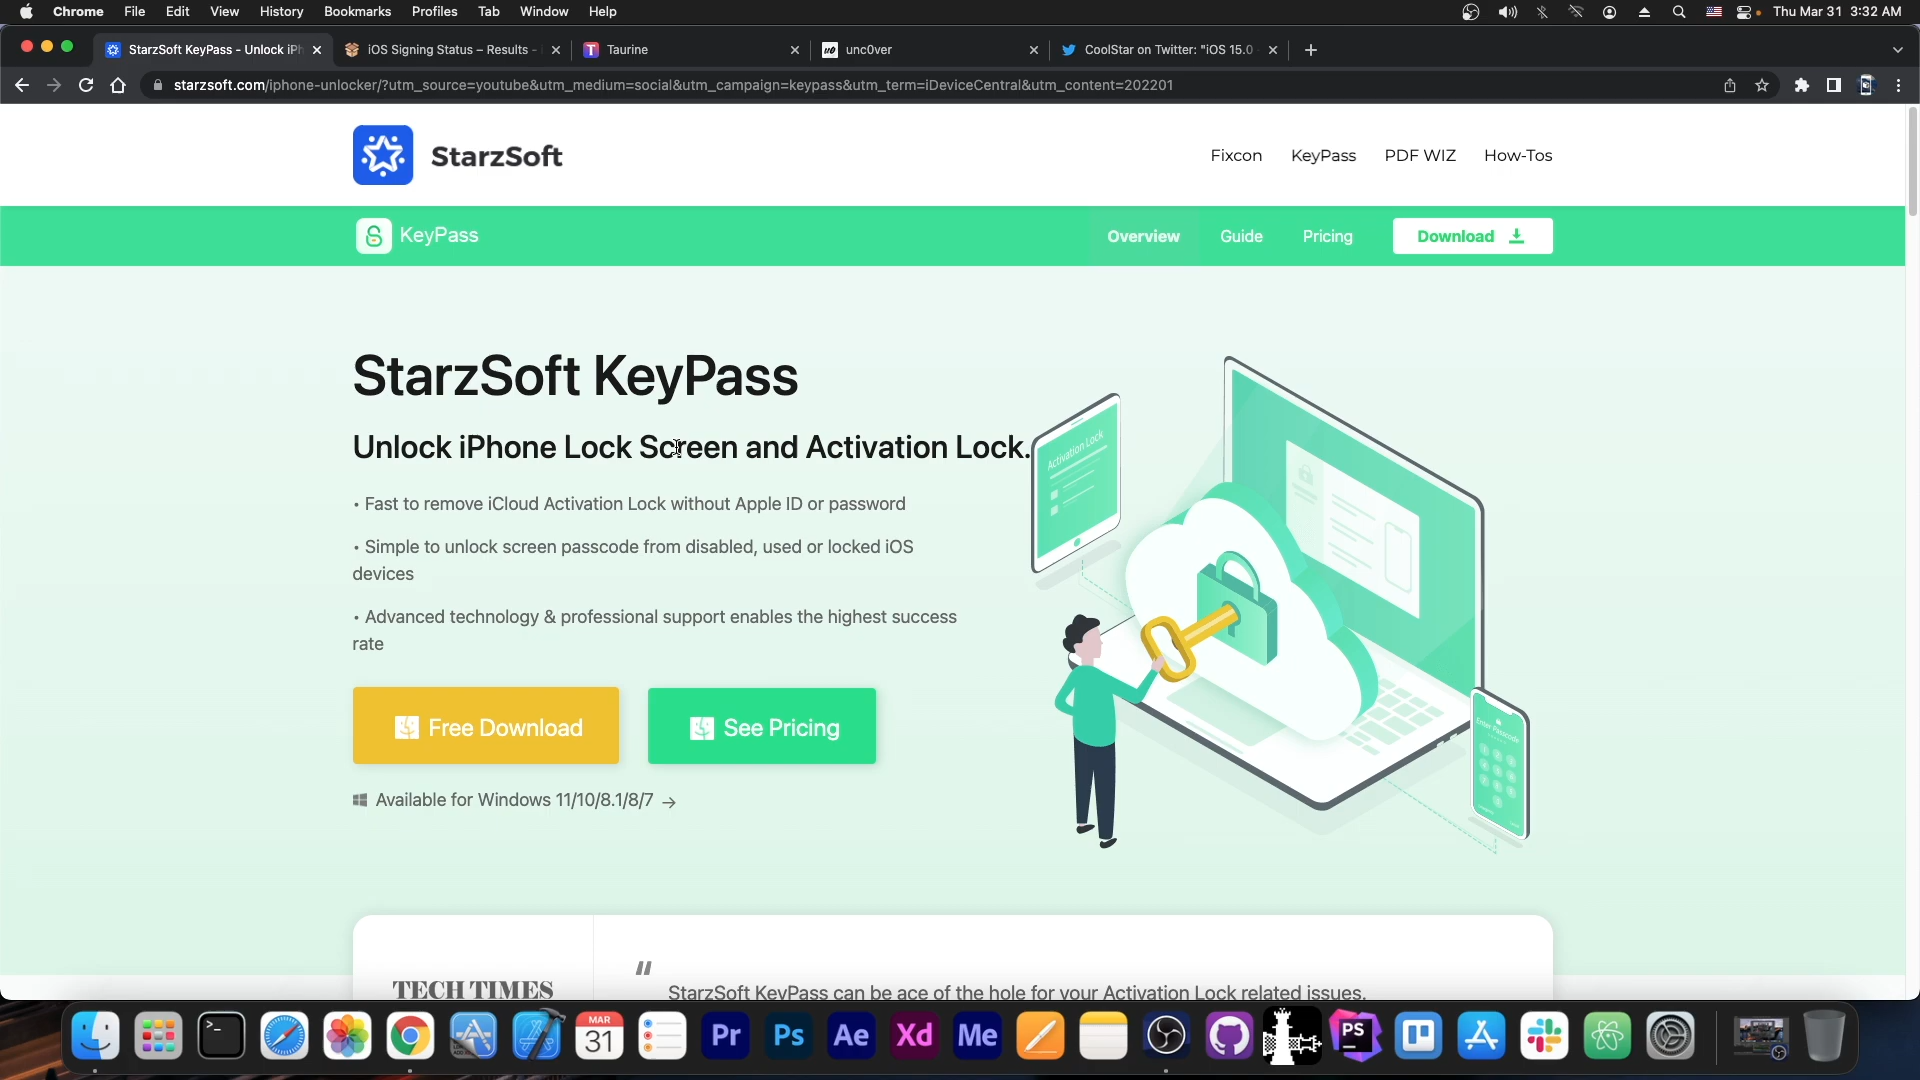 Chrome File Edit View History Bookmarks Profiles Tab Window Help Thu Mar 31 3:32 AM
StarzSoft KeyPass - Unlock iPh iOS Signing Status – Results - Taurine unc0ver CoolStar on Twitter: "iOS 15.0
starzsoft.com/iphone-unlocker/?utm_source=youtube&utm_medium=social&utm_campaign=keypass&utm_term=iDeviceCentral&utm_content=202201
StarzSoft Fixcon KeyPass PDF WIZ How-Tos
KeyPass Overview Guide Pricing Download
StarzSoft KeyPass
Unlock iPhone Lock Screen and Activation Lock.
• Fast to remove iCloud Activation Lock without Apple ID or password
• Simple to unlock screen passcode from disabled, used or locked iOS
devices
• Advanced technology & professional support enables the highest success
rate
Activation Lock
Enter Passcode
Free Download See Pricing
Available for Windows 11/10/8.1/8/7 →
TECH TIMES
"
StarzSoft KeyPass can be ace of the hole for your Activation Lock related issues.
MAR
31
Pr Ps Ae Xd Me PS